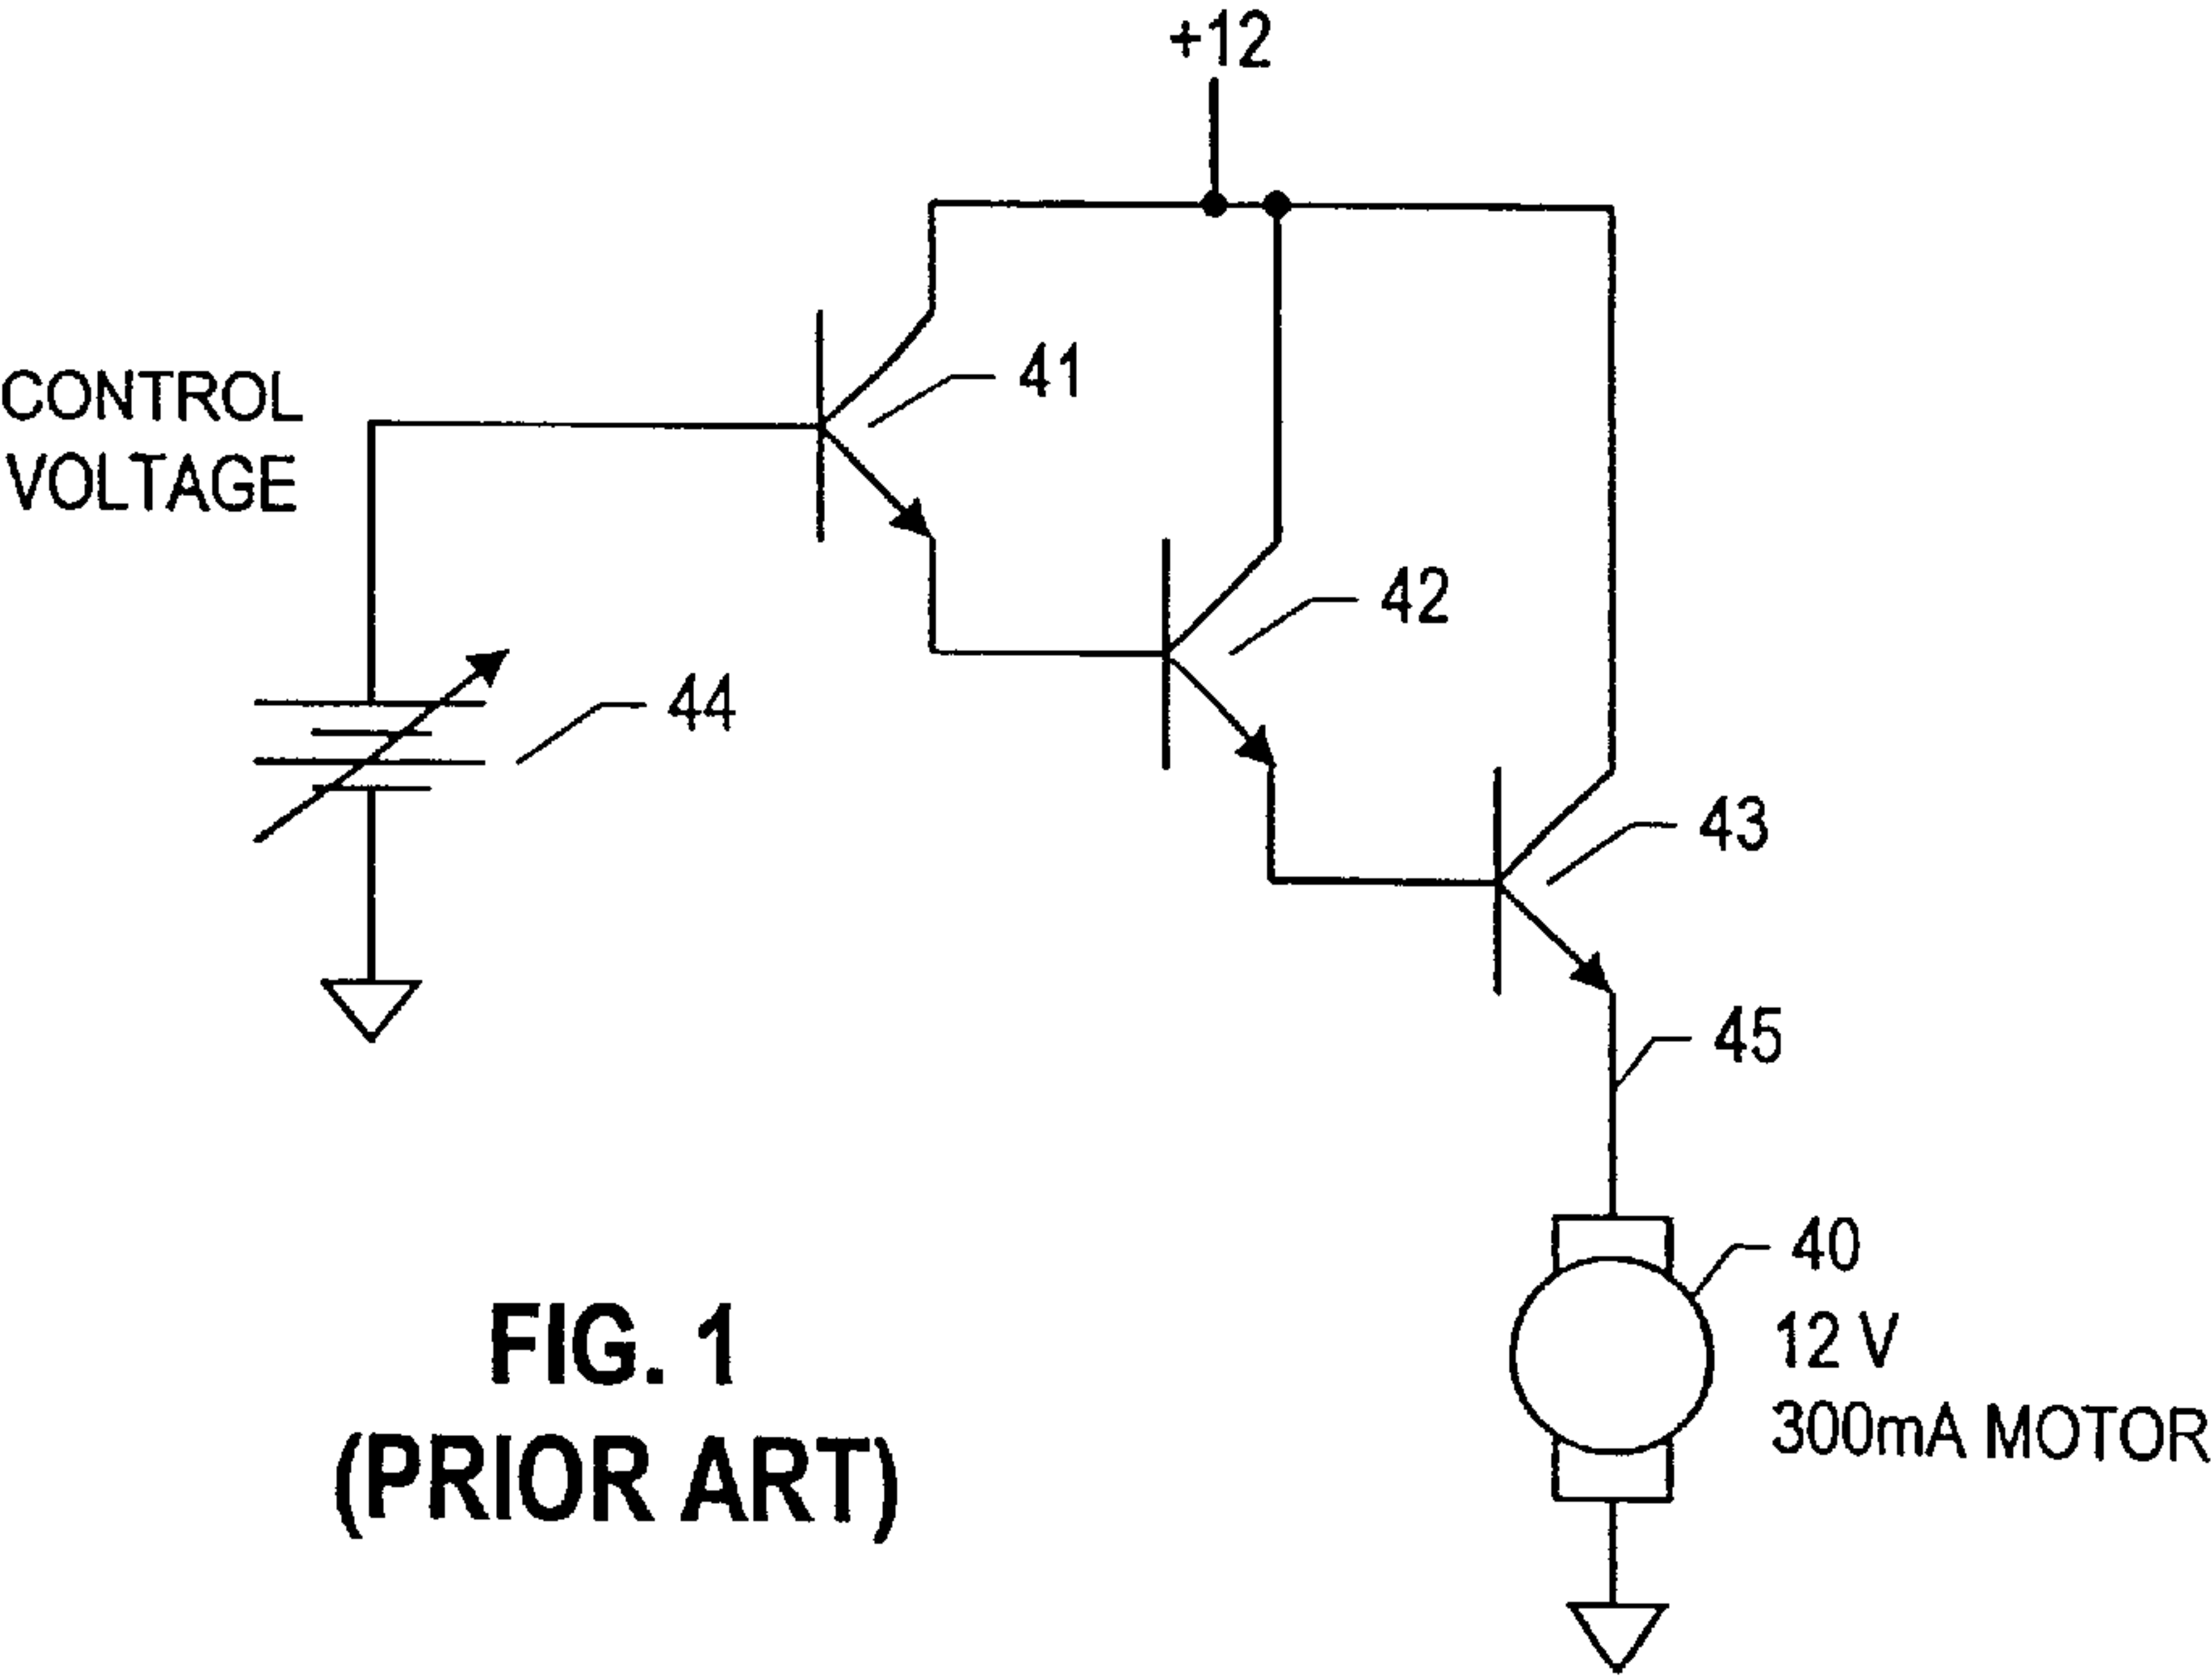 +12
CONTROL
VOLTAGE
41
42
44
43
45
40
12 V
300mA MOTOR
FIG. 1
(PRIOR ART)